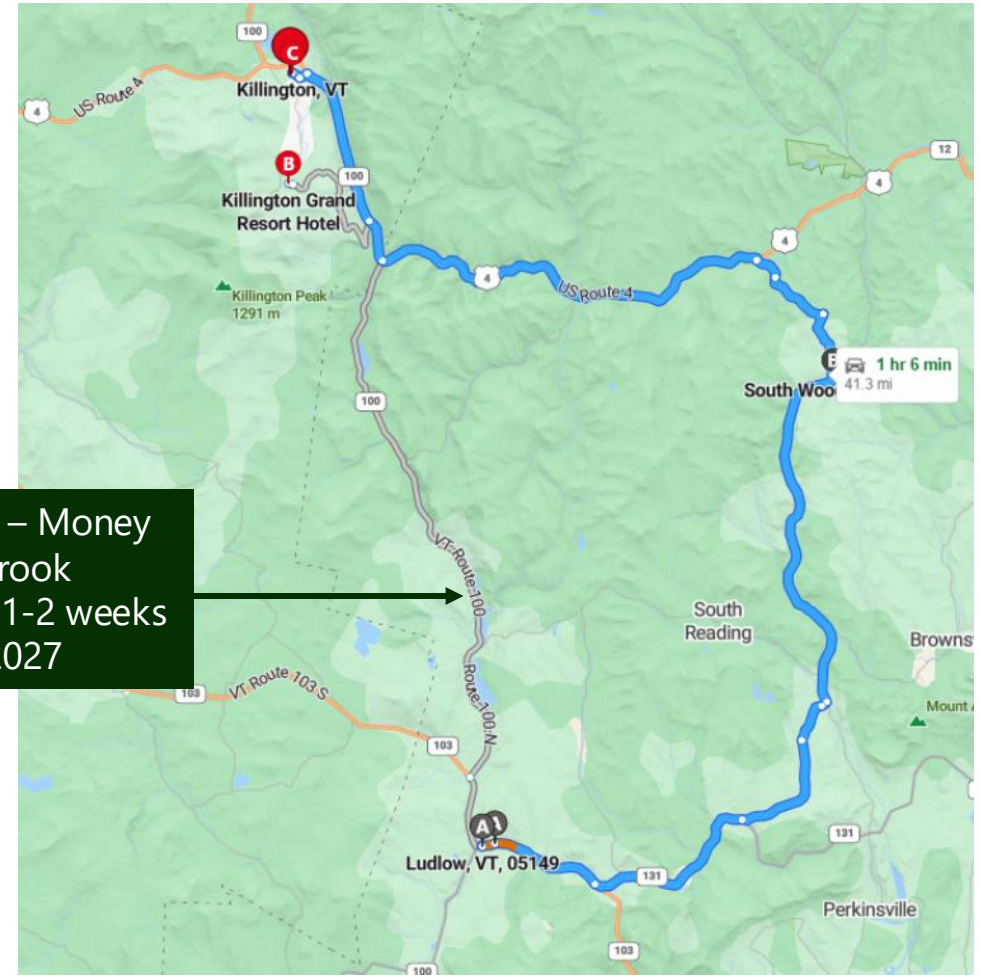 100
C
Killington, VT
US Route 4
4
12
B
100
4
Killington Grand
Resort Hotel
4
4
US Route 4
Killington Peak
1291 m
1 hr 6 min
41.3 mi
South Woo
100
– Money
rook
1-2 weeks
2027
VT Route 100
South
Reading
Browns
Route 100 N
103
VT Route 103 S
Mount
103
A
Ludlow, VT, 05149
131
131
Perkinsville
103
100